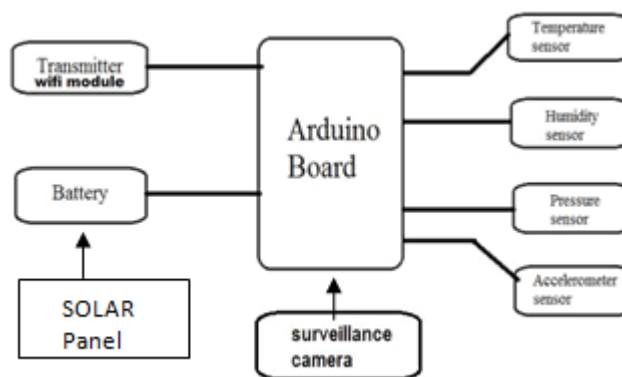 Transmitter
wifi module
Battery
SOLAR
Panel
Arduino
Board
surveillance
camera
Temperature
sensor
Humidity
sensor
Pressure
sensor
Accelerometer
sensor